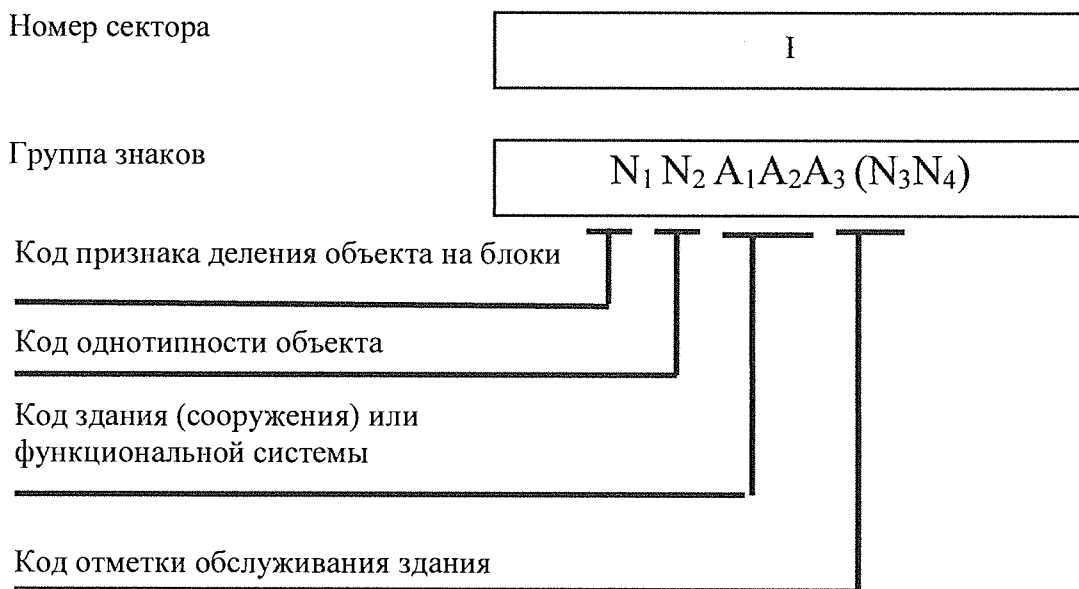 Номер сектора
I
Группа знаков
N₁ N₂ A₁A₂A₃ (N₃N₄)
Код признака деления объекта на блоки
Код однотипности объекта
Код здания (сооружения) или
функциональной системы
Код отметки обслуживания здания